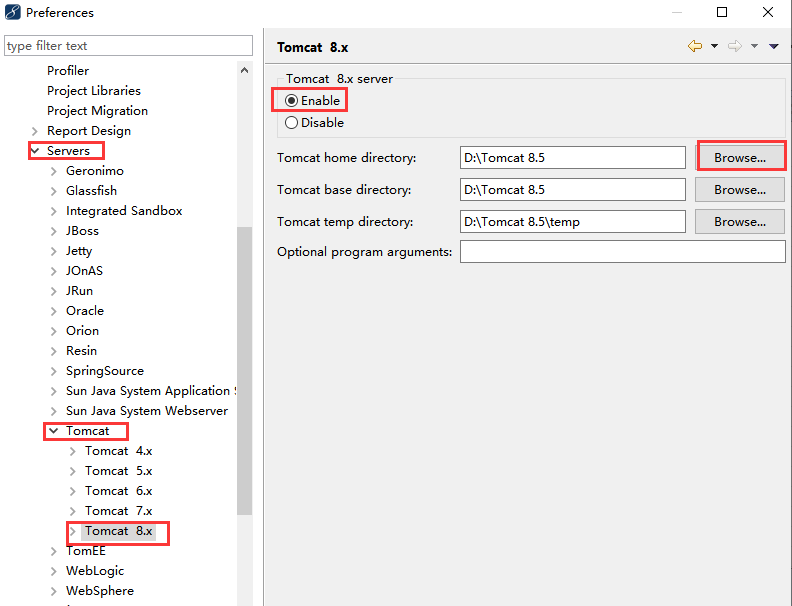 Preferences
type filter text
Profiler
Project Libraries
Project Migration
Report Design
Servers
Geronimo
Glassfish
Integrated Sandbox
JBoss
Jetty
JOnAS
JRun
Oracle
Orion
Resin
SpringSource
Sun Java System Application S
Sun Java System Webserver
Tomcat
Tomcat 4.x
Tomcat 5.x
Tomcat 6.x
Tomcat 7.x
Tomcat 8.x
TomEE
WebLogic
WebSphere
Tomcat 8.x
Tomcat 8.x server
Enable
Disable
Tomcat home directory: D:\Tomcat 8.5 Browse...
Tomcat base directory: D:\Tomcat 8.5 Browse...
Tomcat temp directory: D:\Tomcat 8.5\temp Browse...
Optional program arguments: